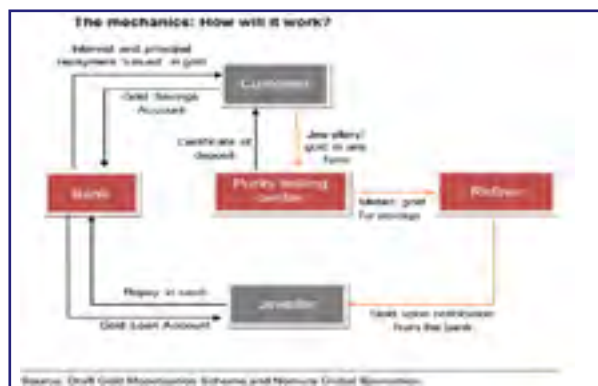 The mechanics: How will it work?
Interest and principal
repayment 'valued' in gold
Customer
Gold Savings
Account
Certificate of
deposit
Jewellery/
gold in any
form
Bank
Purity testing
center
Refiner
Melted gold
for storage
Repay in cash
Jeweller
Gold Loan Account
Gold upon notification
from the bank
Source: Draft Gold Monetization Scheme and Nomura Global Economics.